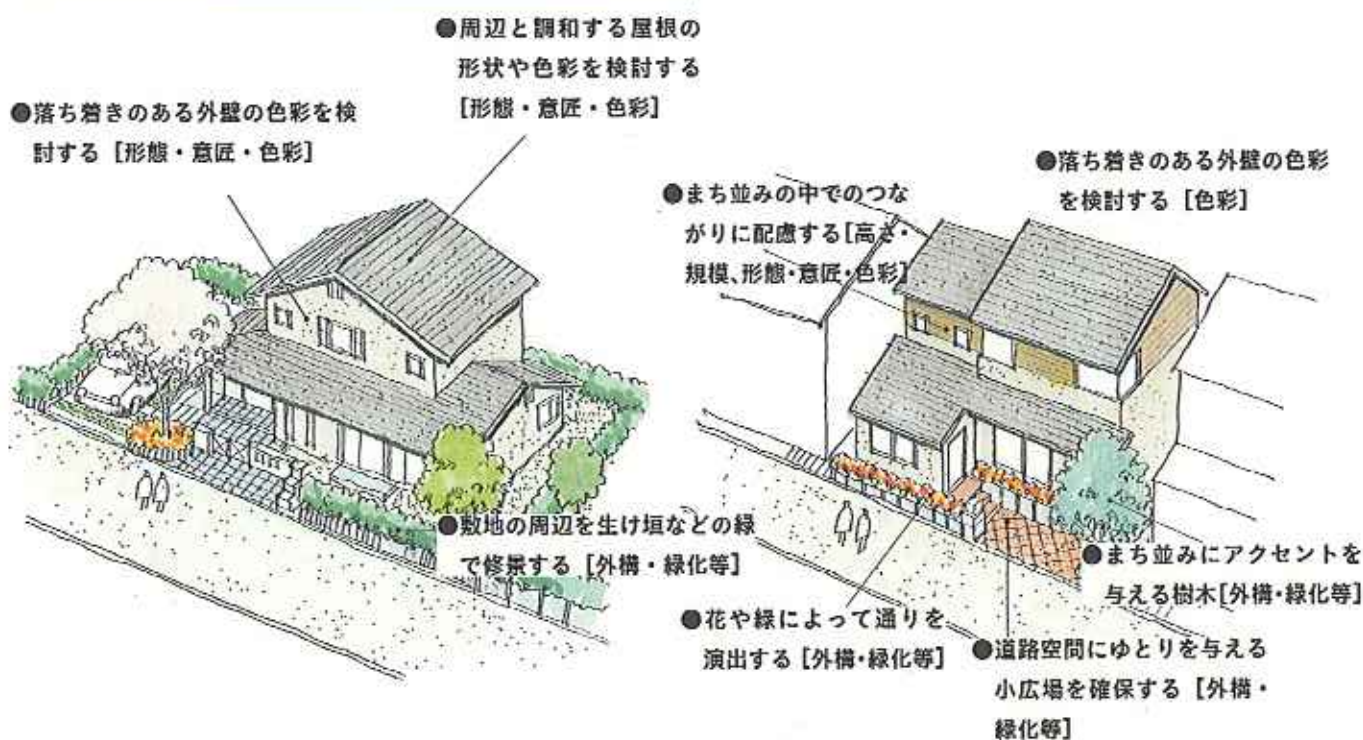 ●周辺と調和する屋根の
形状や色彩を検討する
[形態・意匠・色彩]
●落ち着きのある外壁の色彩を検
討する [形態・意匠・色彩]
●敷地の周辺を生け垣などの緑
で修景する [外構・緑化等]
●まち並みの中でのつな
がりに配慮する[高さ・
規模、形態・意匠・色彩]
●落ち着きのある外壁の色彩
を検討する [色彩]
●まち並みにアクセントを
与える樹木[外構・緑化等]
●花や緑によって通りを
演出する [外構・緑化等]
●道路空間にゆとりを与える
小広場を確保する [外構・
緑化等]